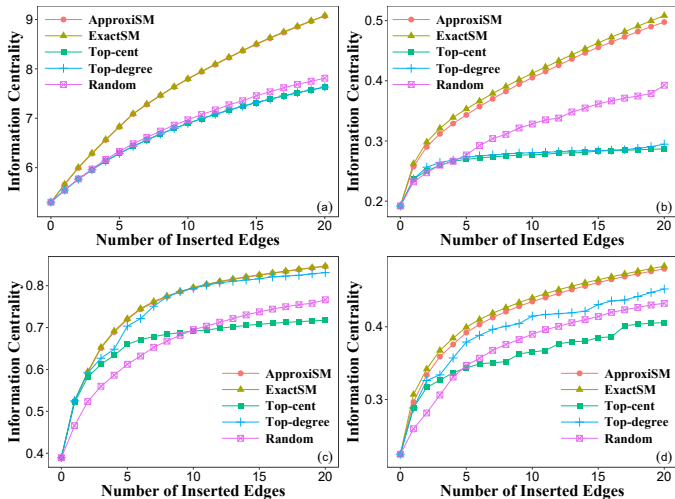 ApproxiSM
ExactSM
Top-cent
Top-degree
Random
Information Centrality
9
8
7
6
0 5 10 15 20
(a)
Number of Inserted Edges
ApproxiSM
ExactSM
Top-cent
Top-degree
Random
Information Centrality
0.5
0.4
0.3
0.2
0 5 10 15 20
(b)
Number of Inserted Edges
Information Centrality
0.8
0.7
0.6
0.5
0.4
ApproxiSM
ExactSM
Top-cent
Top-degree
Random
(c)
0 5 10 15 20
Number of Inserted Edges
Information Centrality
0.4
0.3
ApproxiSM
ExactSM
Top-cent
Top-degree
Random
(d)
0 5 10 15 20
Number of Inserted Edges